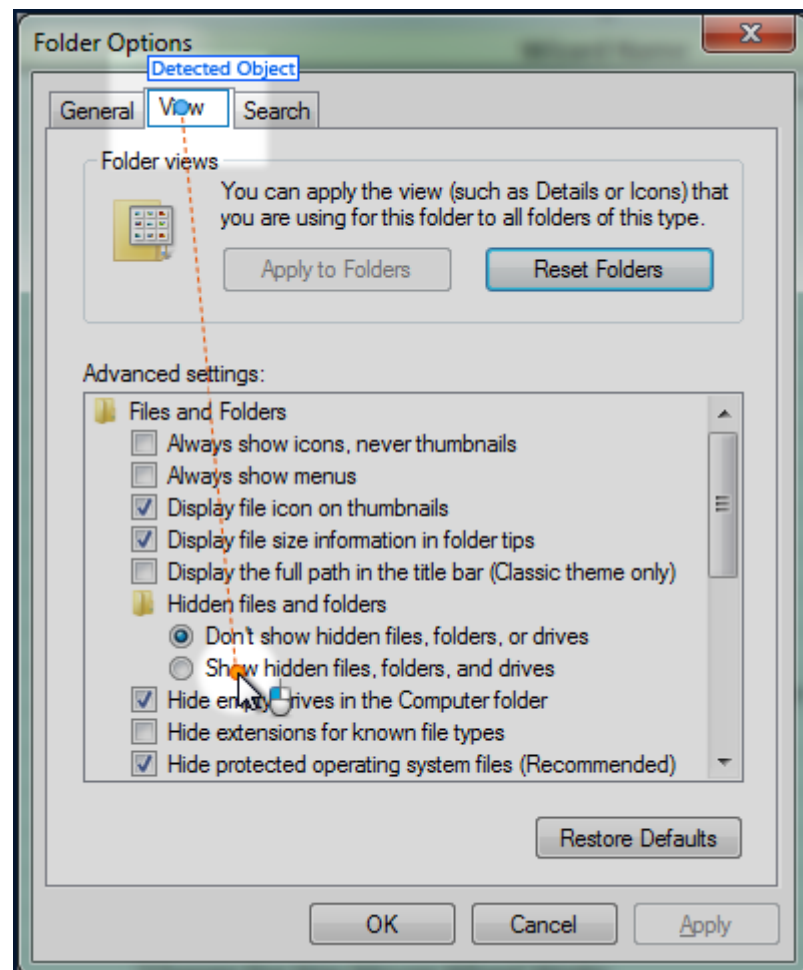 Folder Options
Detected Object
General View Search
Folder views
You can apply the view (such as Details or Icons) that
you are using for this folder to all folders of this type.
Apply to Folders Reset Folders
Advanced settings:
Files and Folders
Always show icons, never thumbnails
Always show menus
Display file icon on thumbnails
Display file size information in folder tips
Display the full path in the title bar (Classic theme only)
Hidden files and folders
Don't show hidden files, folders, or drives
Show hidden files, folders, and drives
Hide empty drives in the Computer folder
Hide extensions for known file types
Hide protected operating system files (Recommended)
Restore Defaults
OK Cancel Apply